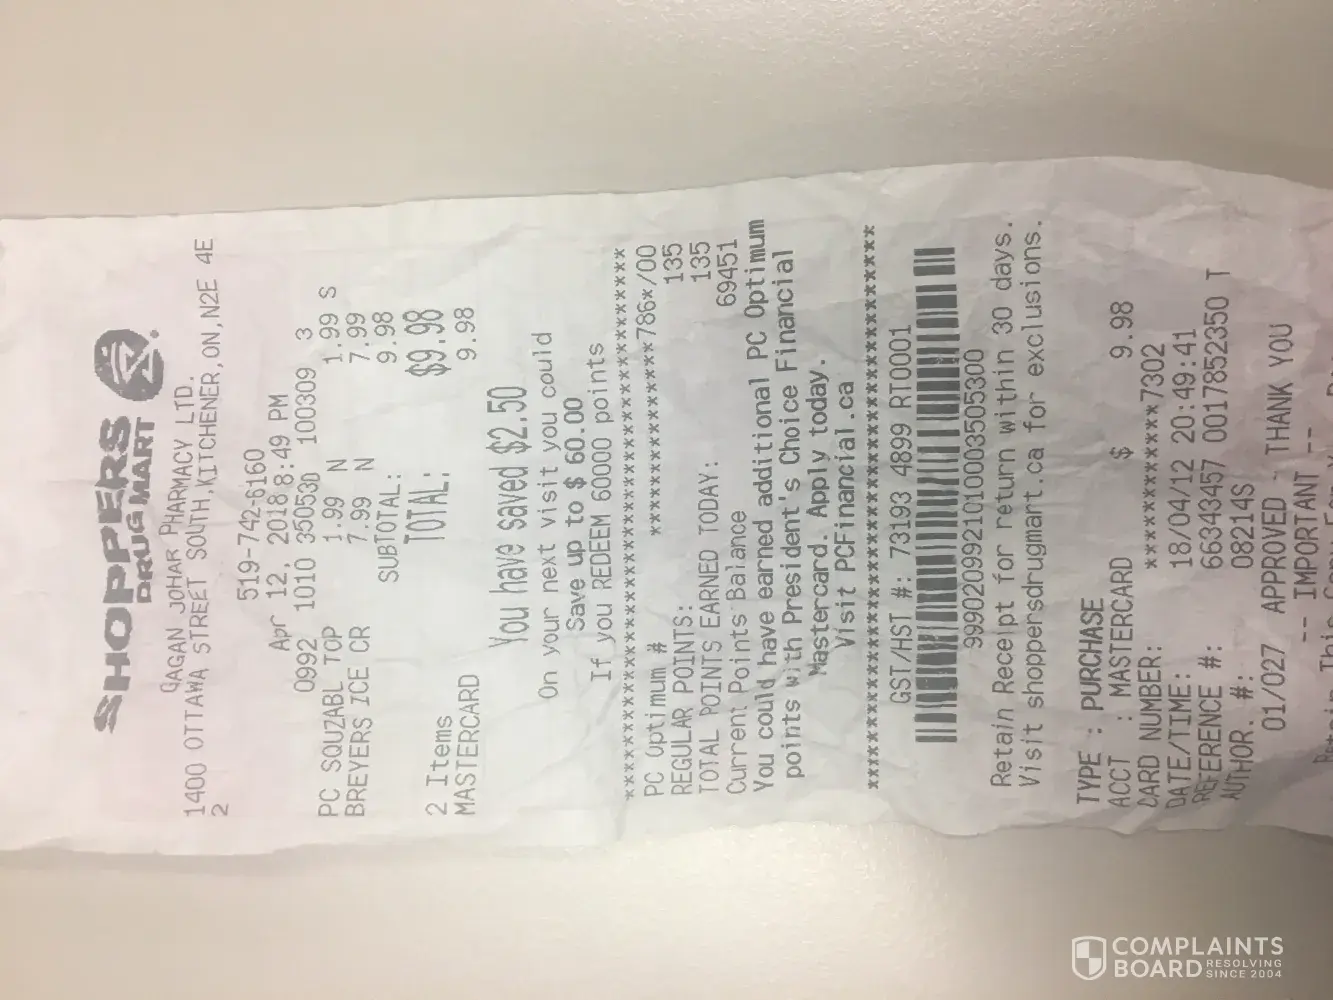 SHOPPERS
DRUG MART
GAGAN JOHAR PHARMACY LTD.
1400 OTTAWA STREET SOUTH,KITCHENER,ON,N2E 4E
2
519-742-6160
Apr 12, 2018 8:49 PM
0992 1010 350530 100309 3
PC SQUZABL TOP 1.99 N 1.99 S
BREYERS ICE CR 7.99 N 7.99
SUBTOTAL: 9.98
TOTAL: $9.98
2 Items
MASTERCARD 9.98
You have saved $2.50
On your next visit you could
Save up to $ 60.00
If you REDEEM 60000 points
PC Optimum # **********786*/00
REGULAR POINTS: 135
TOTAL POINTS EARNED TODAY: 135
Current Points Balance 69451
You could have earned additional PC Optimum
points with President's Choice Financial
Mastercard. Apply today.
Visit PCFinancial.ca
GST/HST #: 73193 4899 RT0001
9990209921010003505300
Retain Receipt for return within 30 days.
Visit shoppersdrugmart.ca for exclusions.
TYPE : PURCHASE
ACCT : MASTERCARD $ 9.98
CARD NUMBER: ************7302
DATE/TIME: 18/04/12 20:49:41
REFERENCE #: 66343457 0017852350 T
AUTHOR. #: 08214S
01/027 APPROVED - THANK YOU
-- IMPORTANT --
Retain This Copy For
COMPLAINTS
BOARD RESOLVING
SINCE 2004